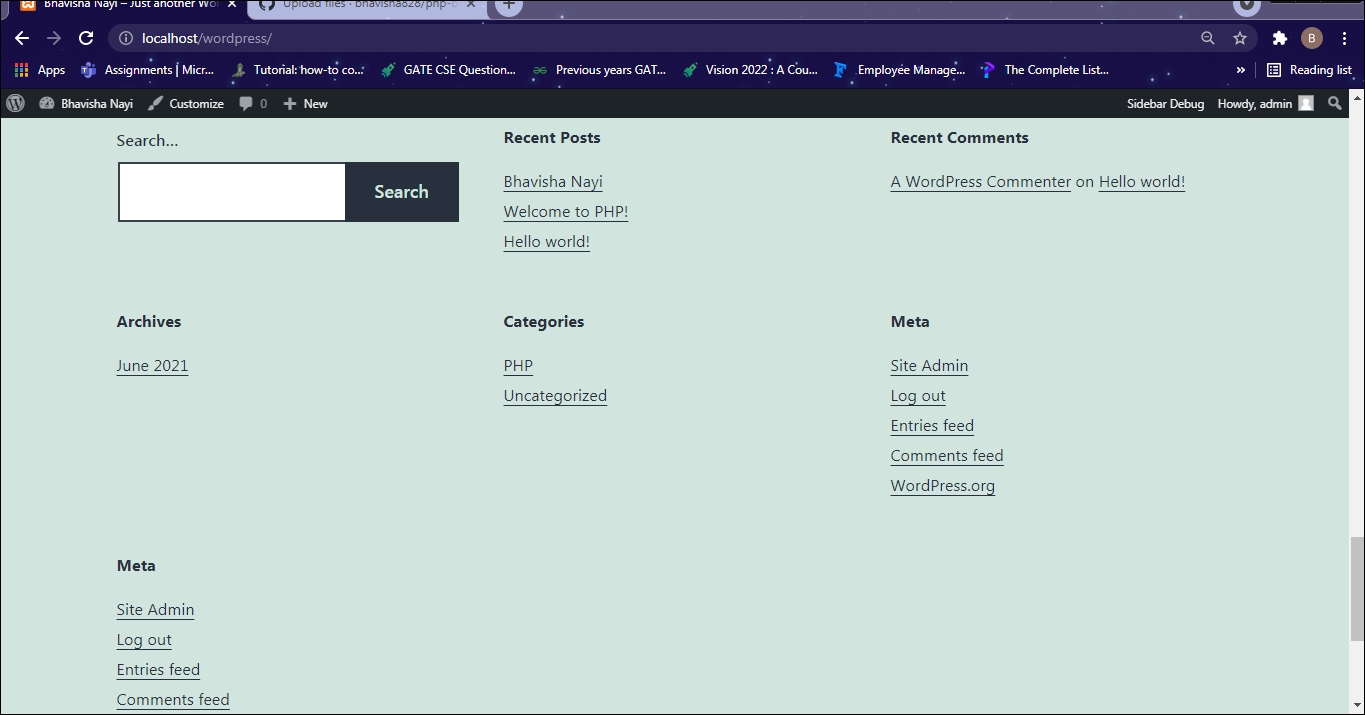 Bhavisha Nayi – Just another Wo
Upload files · bhavisha828/php-c
localhost/wordpress/
B
Apps
Assignments | Micr...
Tutorial: how-to co...
GATE CSE Question...
Previous years GAT...
Vision 2022 : A Cou...
Employee Manage...
The Complete List...
»
Reading list
Bhavisha Nayi
Customize
0
New
Sidebar Debug
Howdy, admin
Search…
Search
Recent Posts
Bhavisha Nayi
Welcome to PHP!
Hello world!
Recent Comments
A WordPress Commenter on Hello world!
Archives
June 2021
Categories
PHP
Uncategorized
Meta
Site Admin
Log out
Entries feed
Comments feed
WordPress.org
Meta
Site Admin
Log out
Entries feed
Comments feed